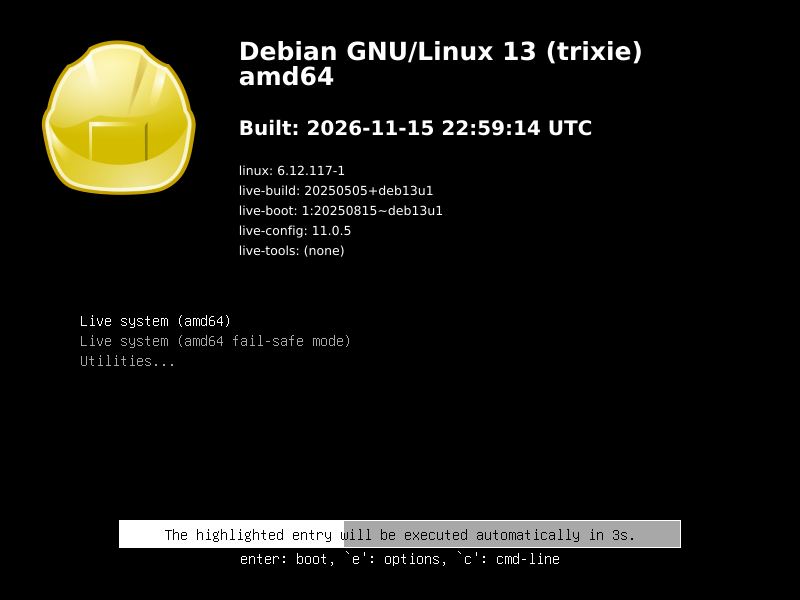 Debian GNU/Linux 13 (trixie)
amd64
Built: 2026-11-15 22:59:14 UTC
linux: 6.12.117-1
live-build: 20250505+deb13u1
live-boot: 1:20250815~deb13u1
live-config: 11.0.5
live-tools: (none)
Live system (amd64)
Live system (amd64 fail-safe mode)
Utilities...
The highlighted entry will be executed automatically in 3s.
enter: boot, `e': options, `c': cmd-line